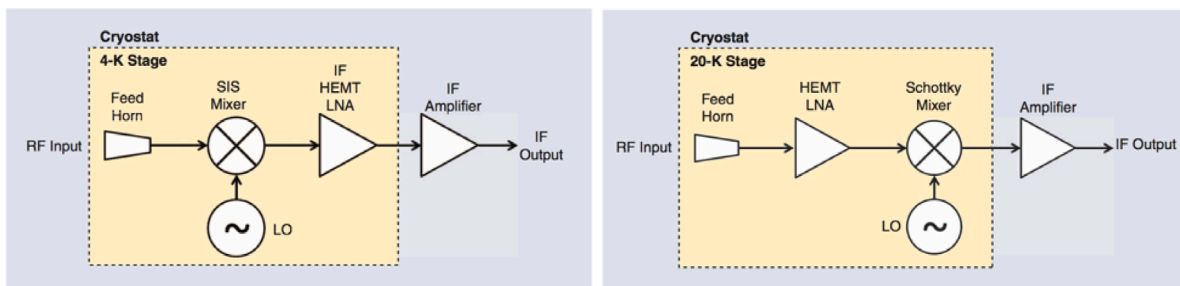 Cryostat
4-K Stage
Feed
Horn
SIS
Mixer
IF
HEMT
LNA
IF
Amplifier
RF Input
IF
Output
LO
~
Cryostat
20-K Stage
Feed
Horn
HEMT
LNA
Schottky
Mixer
IF
Amplifier
RF Input
IF Output
LO
~